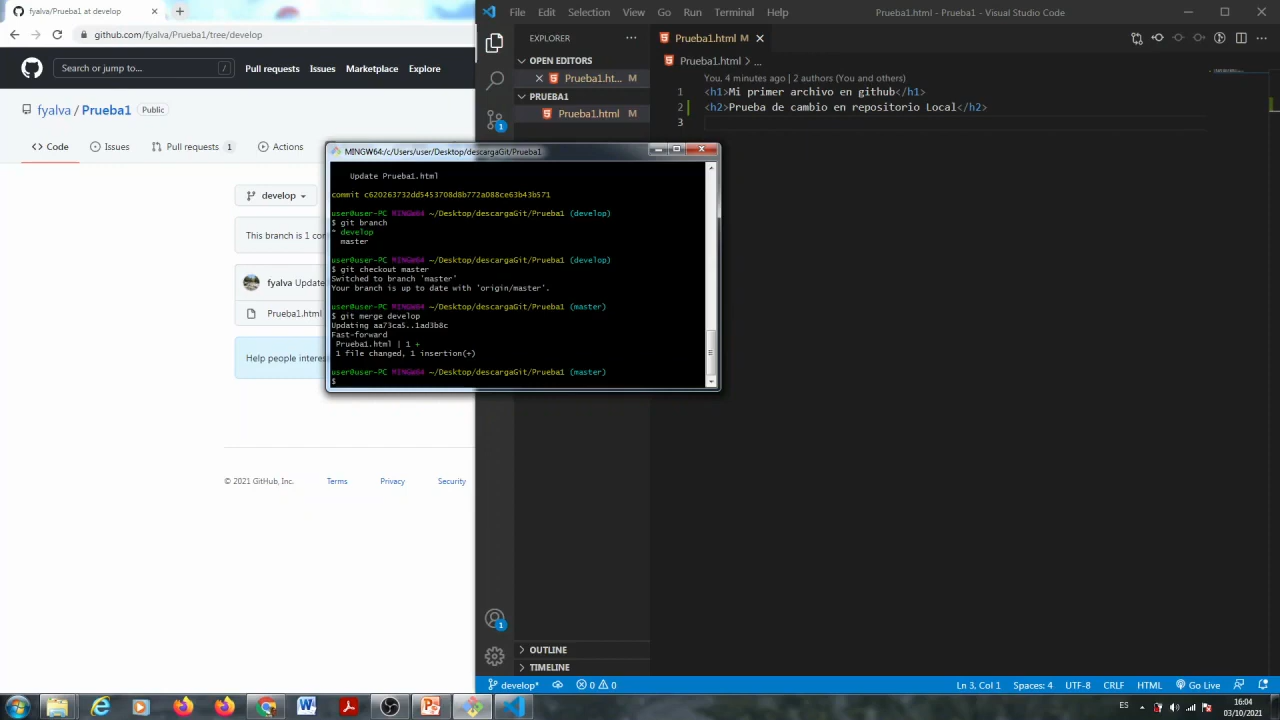 fyalva/Prueba1 at develop
github.com/fyalva/Prueba1/tree/develop
Search or jump to...
/
Pull requests
Issues
Marketplace
Explore
fyalva / Prueba1
Public
Code
Issues
Pull requests 1
Actions
develop
This branch is 1 co
fyalva Update
Prueba1.html
Help people interes
© 2021 GitHub, Inc.
Terms
Privacy
Security
MINGW64:/c/Users/user/Desktop/descargaGit/Prueba1
Update Prueba1.html
commit c620263732dd5453708d8b772a088ce63b43b571
user@user-PC MINGW64 ~/Desktop/descargaGit/Prueba1 (develop)
$ git branch
* develop
master
user@user-PC MINGW64 ~/Desktop/descargaGit/Prueba1 (develop)
$ git checkout master
Switched to branch 'master'
Your branch is up to date with 'origin/master'.
user@user-PC MINGW64 ~/Desktop/descargaGit/Prueba1 (master)
$ git merge develop
Updating aa73ca5..1ad3b8c
Fast-forward
Prueba1.html | 1 +
1 file changed, 1 insertion(+)
user@user-PC MINGW64 ~/Desktop/descargaGit/Prueba1 (master)
$
File Edit Selection View Go Run Terminal Help
Prueba1.html - Prueba1 - Visual Studio Code
EXPLORER
OPEN EDITORS
Prueba1.ht... M
PRUEBA1
Prueba1.html M
1
Prueba1.html M
Prueba1.html > ...
You, 4 minutes ago | 2 authors (You and others)
1 <h1>Mi primer archivo en github</h1>
2 <h2>Prueba de cambio en repositorio Local</h2>
3
1
OUTLINE
TIMELINE
develop*
0 0
Ln 3, Col 1
Spaces: 4
UTF-8
CRLF
HTML
Go Live
ES
16:04
03/10/2021